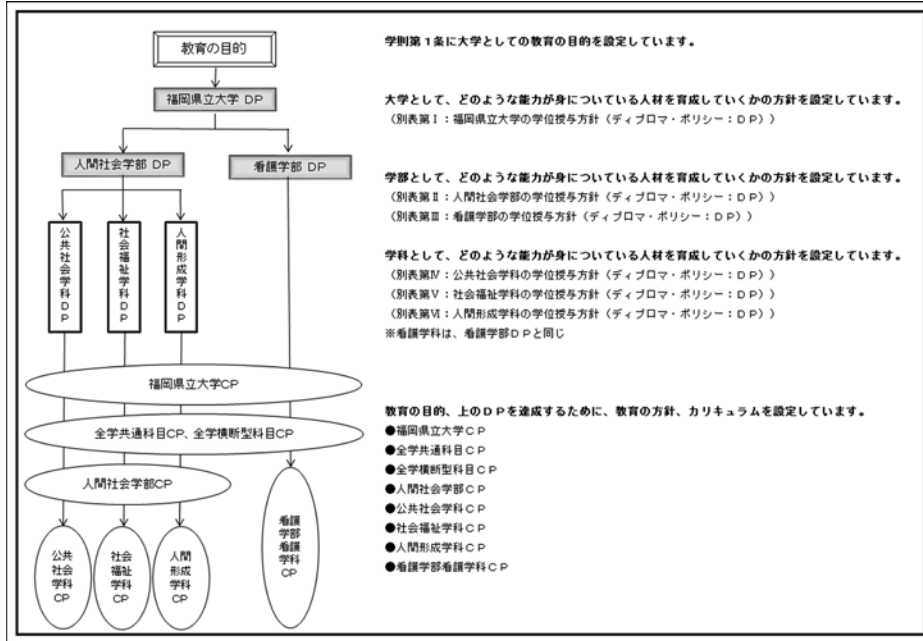 教育の目的
学則第1条に大学としての教育の目的を設定しています。
福岡県立大学 DP
大学として、どのような能力が身についている人材を育成していくかの方針を設定しています。
(別表第Ⅰ：福岡県立大学の学位授与方針(ディプロマ・ポリシー：DP))
人間社会学部 DP
看護学部 DP
学部として、どのような能力が身についている人材を育成していくかの方針を設定しています。
(別表第Ⅱ：人間社会学部の学位授与方針(ディプロマ・ポリシー：DP))
(別表第Ⅲ：看護学部の学位授与方針(ディプロマ・ポリシー：DP))
公共社会学科DP
社会福祉学科DP
人間形成学科DP
学科として、どのような能力が身についている人材を育成していくかの方針を設定しています。
(別表第Ⅳ：公共社会学科の学位授与方針(ディプロマ・ポリシー：DP))
(別表第Ⅴ：社会福祉学科の学位授与方針(ディプロマ・ポリシー：DP))
(別表第Ⅵ：人間形成学科の学位授与方針(ディプロマ・ポリシー：DP))
※看護学科は、看護学部DPと同じ
福岡県立大学CP
全学共通科目CP、全学横断型科目CP
人間社会学部CP
公共
社会
学科
CP
社会
福祉
学科
CP
人間
形成
学科
CP
看護
学部
看護
学科
CP
教育の目的、上のDPを達成するために、教育の方針、カリキュラムを設定しています。
●福岡県立大学CP
●全学共通科目CP
●全学横断型科目CP
●人間社会学部CP
●公共社会学科CP
●社会福祉学科CP
●人間形成学科CP
●看護学部看護学科CP